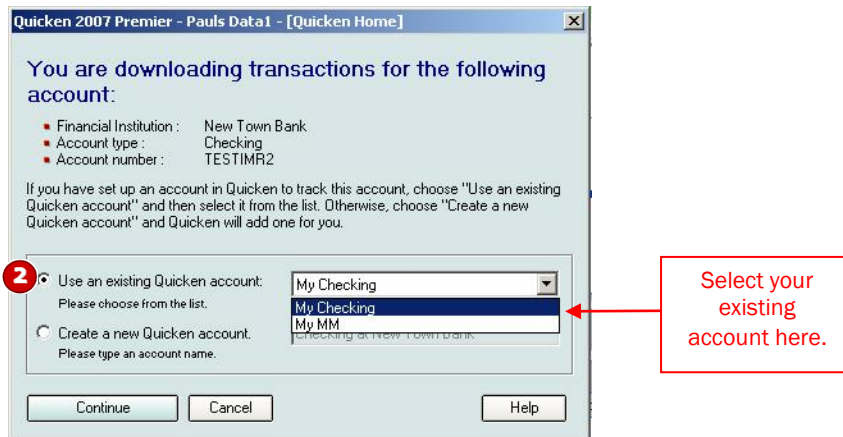 Quicken 2007 Premier - Pauls Data1 - [Quicken Home]
You are downloading transactions for the following
account:
Financial Institution : New Town Bank
Account type : Checking
Account number : TESTIMR2
If you have set up an account in Quicken to track this account, choose "Use an existing
Quicken account" and then select it from the list. Otherwise, choose "Create a new
Quicken account" and Quicken will add one for you.
2 Use an existing Quicken account: My Checking
Please choose from the list.
My Checking
My MM
Create a new Quicken account. Checking at New Town Bank
Please type an account name.
Continue Cancel Help
Select your
existing
account here.